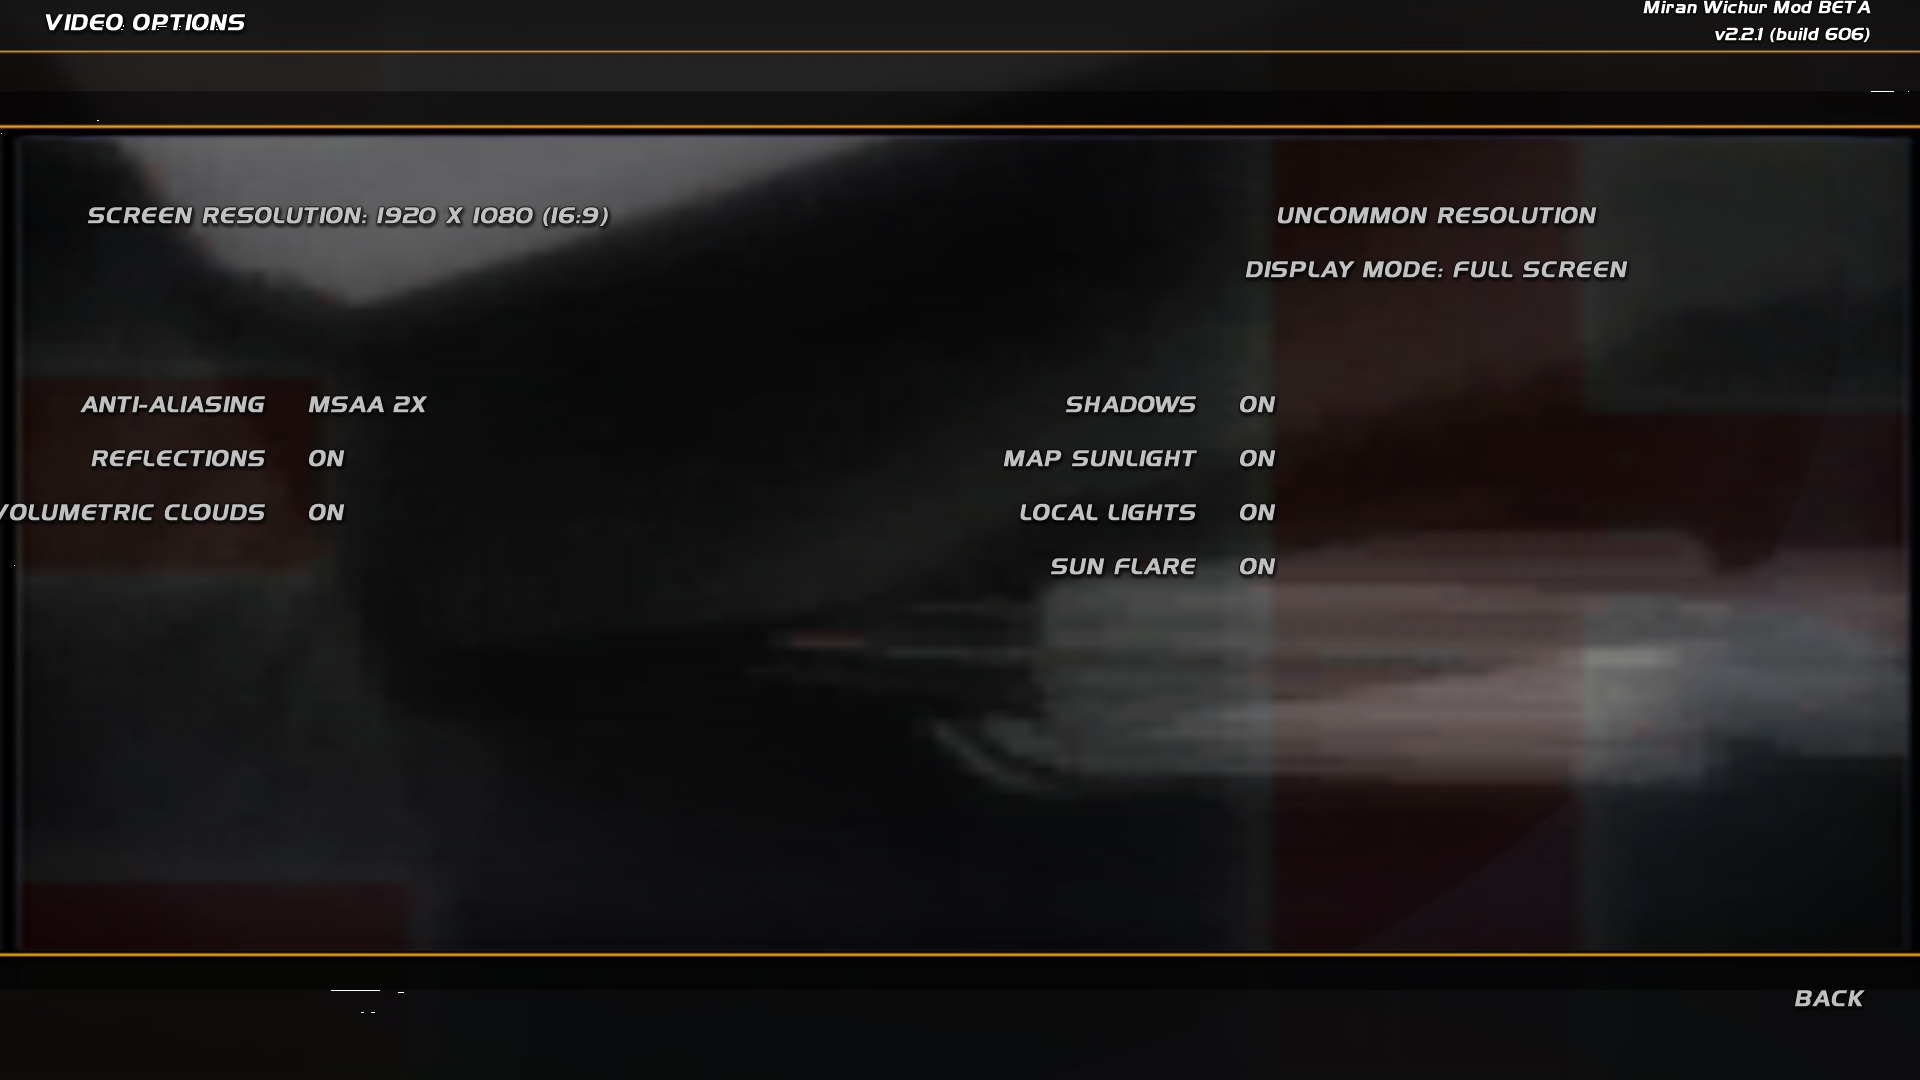 VIDEO OPTIONS
Miran Wichur Mod BETA
v2.2.1 (build 606)
SCREEN RESOLUTION: 1920 X 1080 (16:9)
UNCOMMON RESOLUTION
DISPLAY MODE: FULL SCREEN
ANTI-ALIASING MSAA 2X
SHADOWS ON
REFLECTIONS ON
MAP SUNLIGHT ON
VOLUMETRIC CLOUDS ON
LOCAL LIGHTS ON
SUN FLARE ON
BACK